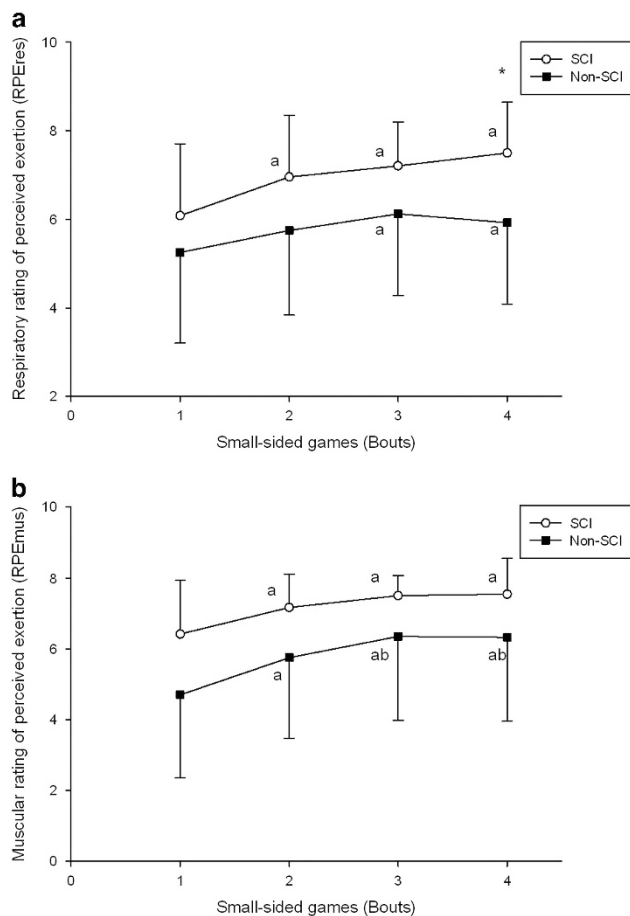 a
10
8
6
4
2
0 1 2 3 4
Respiratory rating of perceived exertion (RPEres)
Small-sided games (Bouts)
SCI
Non-SCI
*
a a a
a a
b
10
8
6
4
2
0
0 1 2 3 4
Muscular rating of perceived exertion (RPEmus)
Small-sided games (Bouts)
SCI
Non-SCI
a a a
a ab ab